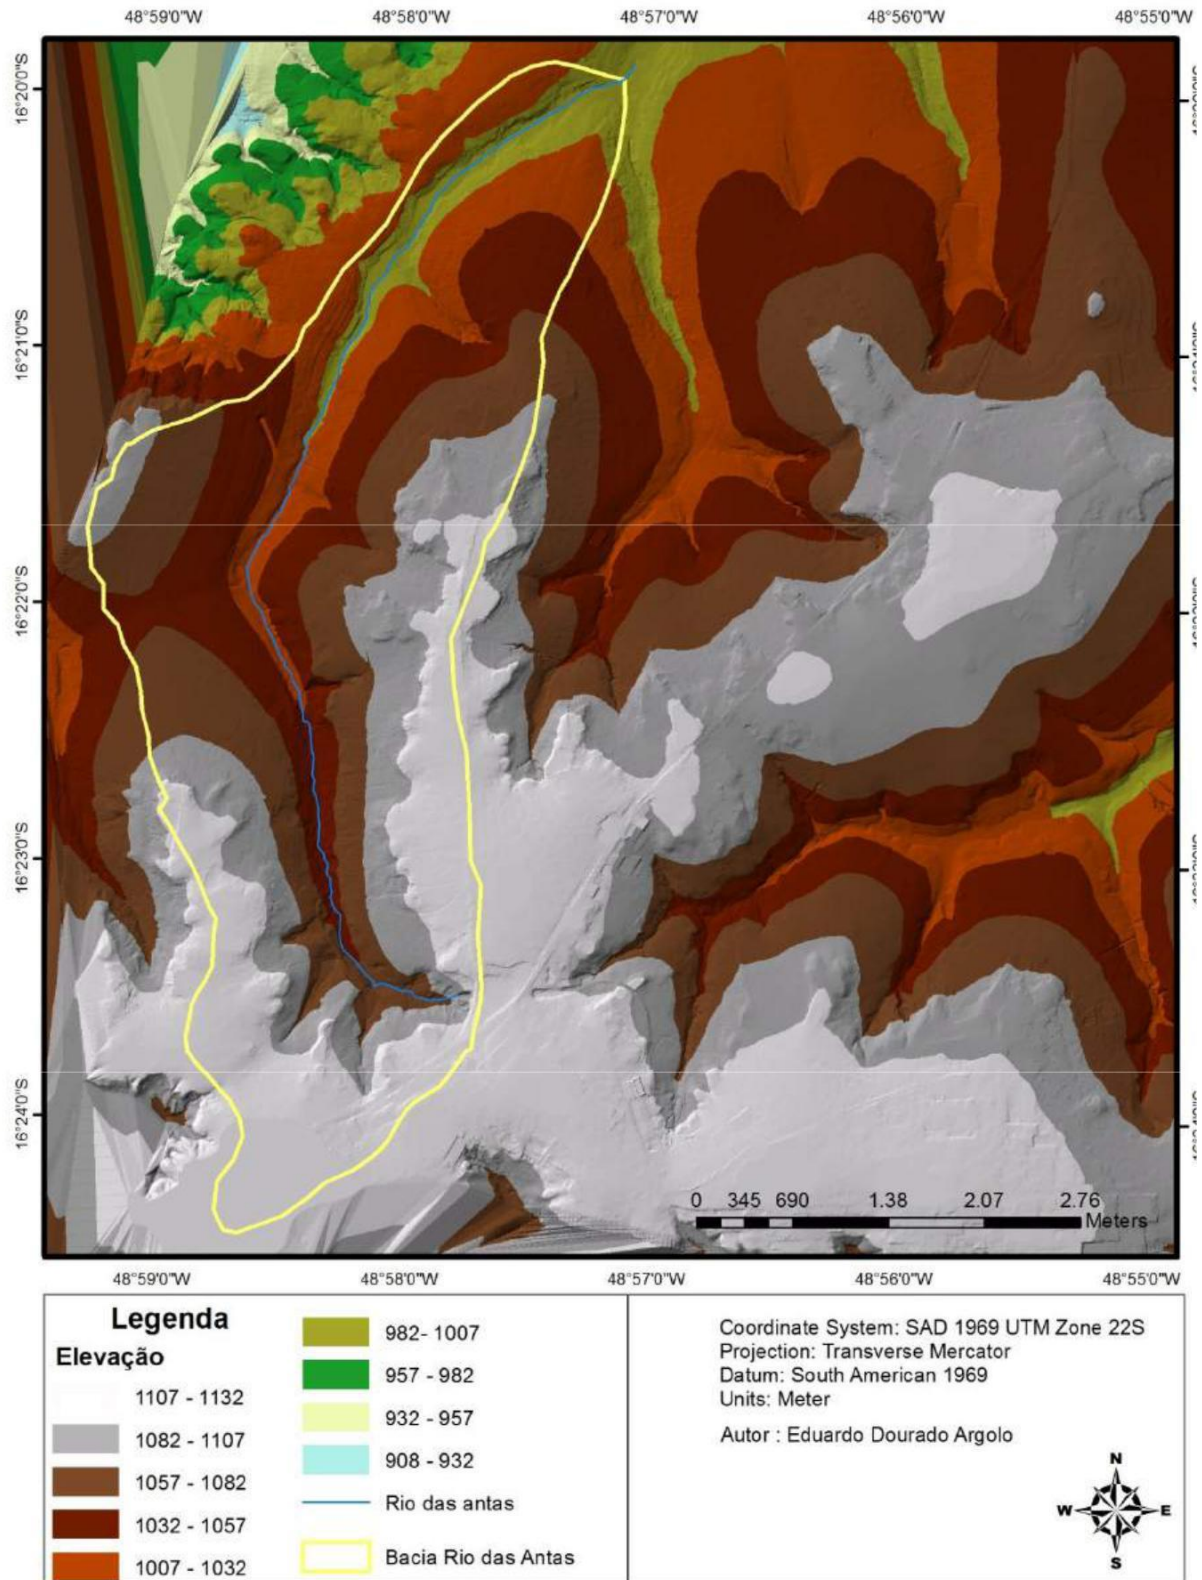 48°59'0"W 48°58'0"W 48°57'0"W 48°56'0"W 48°55'0"W
16°20'0"S
16°21'0"S
16°22'0"S
16°23'0"S
16°24'0"S
0 345 690 1.38 2.07 2.76
Meters
48°59'0"W 48°58'0"W 48°57'0"W 48°56'0"W 48°55'0"W
Legenda
Elevação
1107 - 1132
1082 - 1107
1057 - 1082
1032 - 1057
1007 - 1032
982- 1007
957 - 982
932 - 957
908 - 932
Rio das antas
Bacia Rio das Antas
Coordinate System: SAD 1969 UTM Zone 22S
Projection: Transverse Mercator
Datum: South American 1969
Units: Meter
Autor : Eduardo Dourado Argolo
N
W E
S